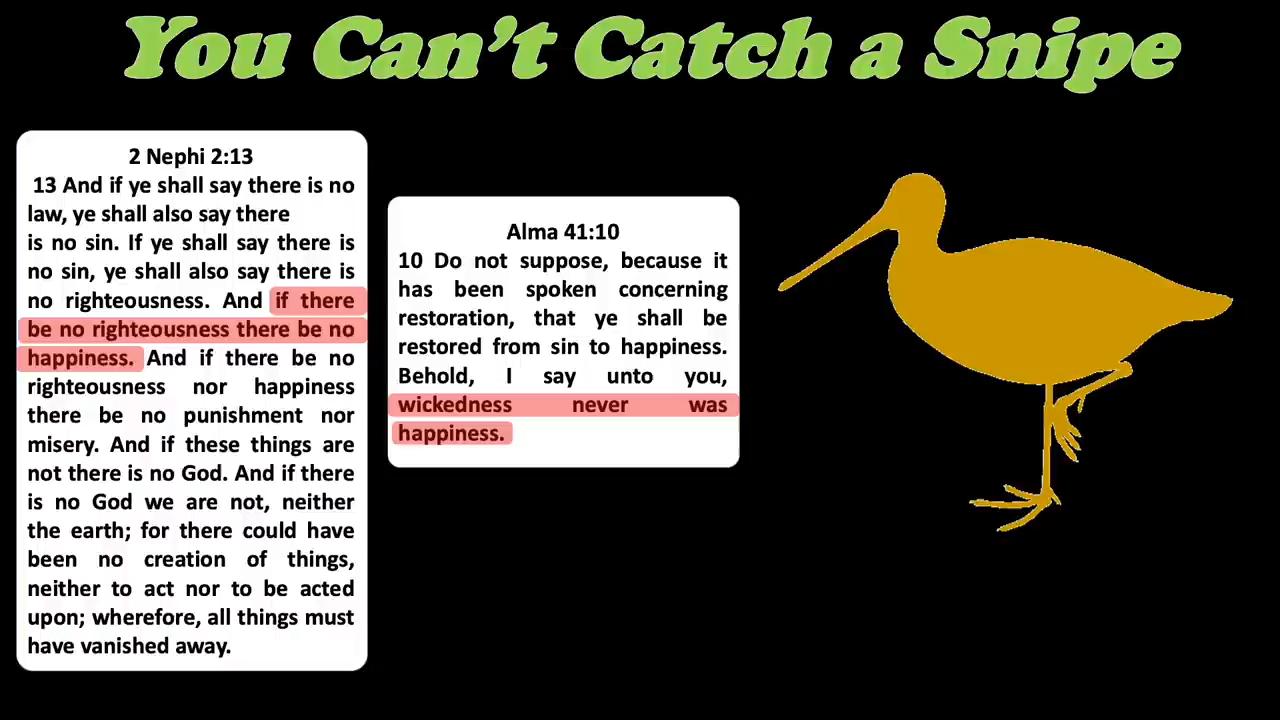 You Can't Catch a Snipe
2 Nephi 2:13
13 And if ye shall say there is no
law, ye shall also say there
is no sin. If ye shall say there is
no sin, ye shall also say there is
no righteousness. And if there
be no righteousness there be no
happiness. And if there be no
righteousness nor happiness
there be no punishment nor
misery. And if these things are
not there is no God. And if there
is no God we are not, neither
the earth; for there could have
been no creation of things,
neither to act nor to be acted
upon; wherefore, all things must
have vanished away.
Alma 41:10
10 Do not suppose, because it
has been spoken concerning
restoration, that ye shall be
restored from sin to happiness.
Behold, I say unto you,
wickedness never was
happiness.